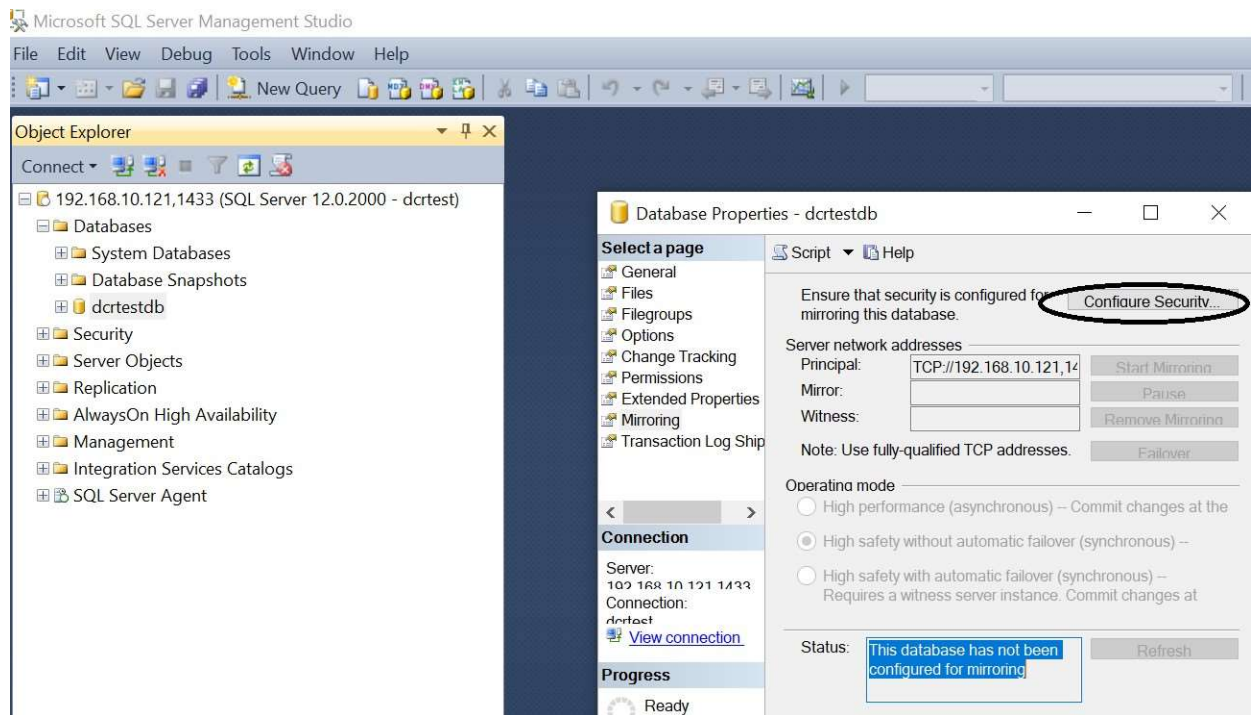 Microsoft SQL Server Management Studio
File Edit View Debug Tools Window Help
New Query
Object Explorer
Connect
192.168.10.121,1433 (SQL Server 12.0.2000 - dcrtest)
Databases
System Databases
Database Snapshots
dcrtestdb
Security
Server Objects
Replication
AlwaysOn High Availability
Management
Integration Services Catalogs
SQL Server Agent
Database Properties - dcrtestdb
Select a page
General
Files
Filegroups
Options
Change Tracking
Permissions
Extended Properties
Mirroring
Transaction Log Ship
Connection
Server:
192.168.10.121,1433
Connection:
dcrtest
View connection
Progress
Ready
Script Help
Ensure that security is configured for
mirroring this database.
Configure Security...
Server network addresses
Principal: TCP://192.168.10.121,14 Start Mirroring
Mirror: Pause
Witness: Remove Mirroring
Note: Use fully-qualified TCP addresses. Failover
Operating mode
High performance (asynchronous) – Commit changes at the
High safety without automatic failover (synchronous) –
High safety with automatic failover (synchronous) –
Requires a witness server instance. Commit changes at
Status: This database has not been
configured for mirroring
Refresh